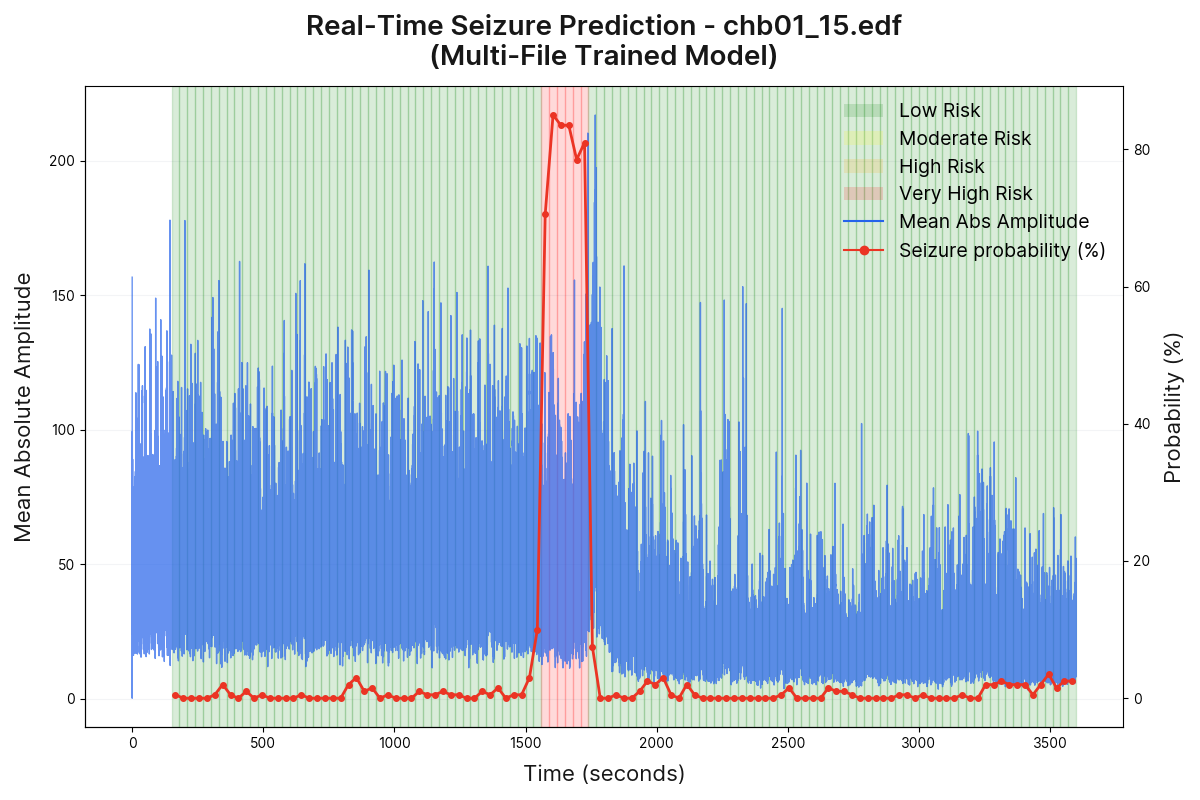 Real-Time Seizure Prediction - chb01_15.edf
(Multi-File Trained Model)
Low Risk
Moderate Risk
High Risk
Very High Risk
Mean Abs Amplitude
Seizure probability (%)
Mean Absolute Amplitude
200
150
100
50
0
80
60
40
20
0
Probability (%)
0
500
1000
1500
2000
2500
3000
3500
Time (seconds)